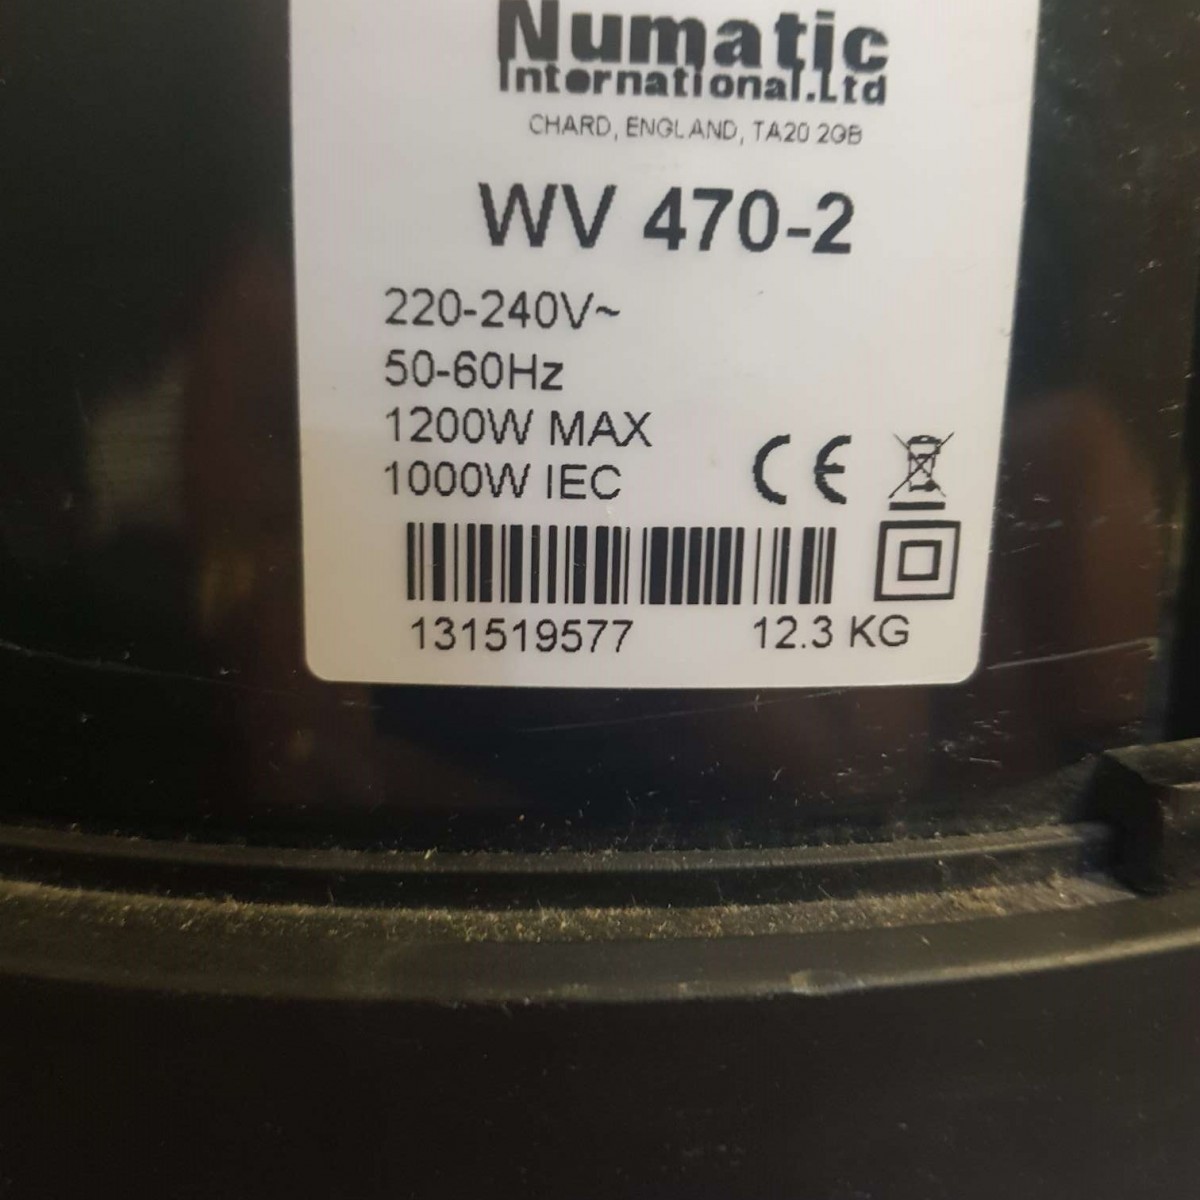 Numatic
International.Ltd
CHARD, ENGLAND, TA20 2GB
WV 470-2
220-240V~
50-60Hz
1200W MAX
1000W IEC
CE
131519577 12.3 KG